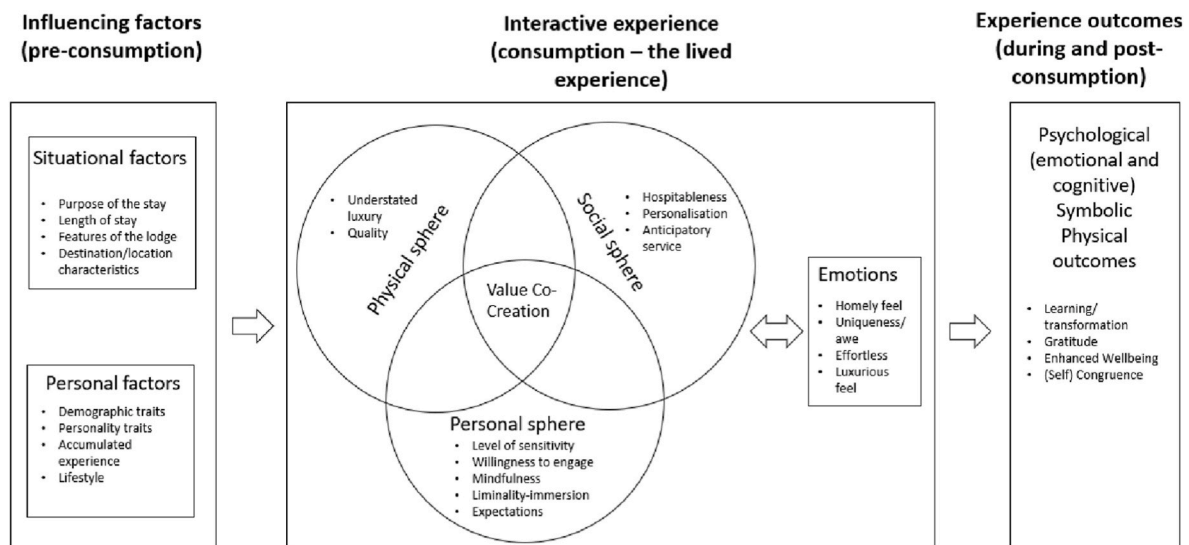 Influencing factors
(pre-consumption)
Interactive experience
(consumption – the lived
experience)
Experience outcomes
(during and post-
consumption)
Situational factors
• Purpose of the stay
• Length of stay
• Features of the lodge
• Destination/location
characteristics
Personal factors
• Demographic traits
• Personality traits
• Accumulated
experience
• Lifestyle
• Understated
luxury
• Quality
Physical sphere
Social sphere
• Hospitableness
• Personalisation
• Anticipatory
service
Value Co-
Creation
Personal sphere
• Level of sensitivity
• Willingness to engage
• Mindfulness
• Liminality-immersion
• Expectations
Emotions
• Homely feel
• Uniqueness/
awe
• Effortless
• Luxurious
feel
Psychological
(emotional and
cognitive)
Symbolic
Physical
outcomes
• Learning/
transformation
• Gratitude
• Enhanced Wellbeing
• (Self) Congruence